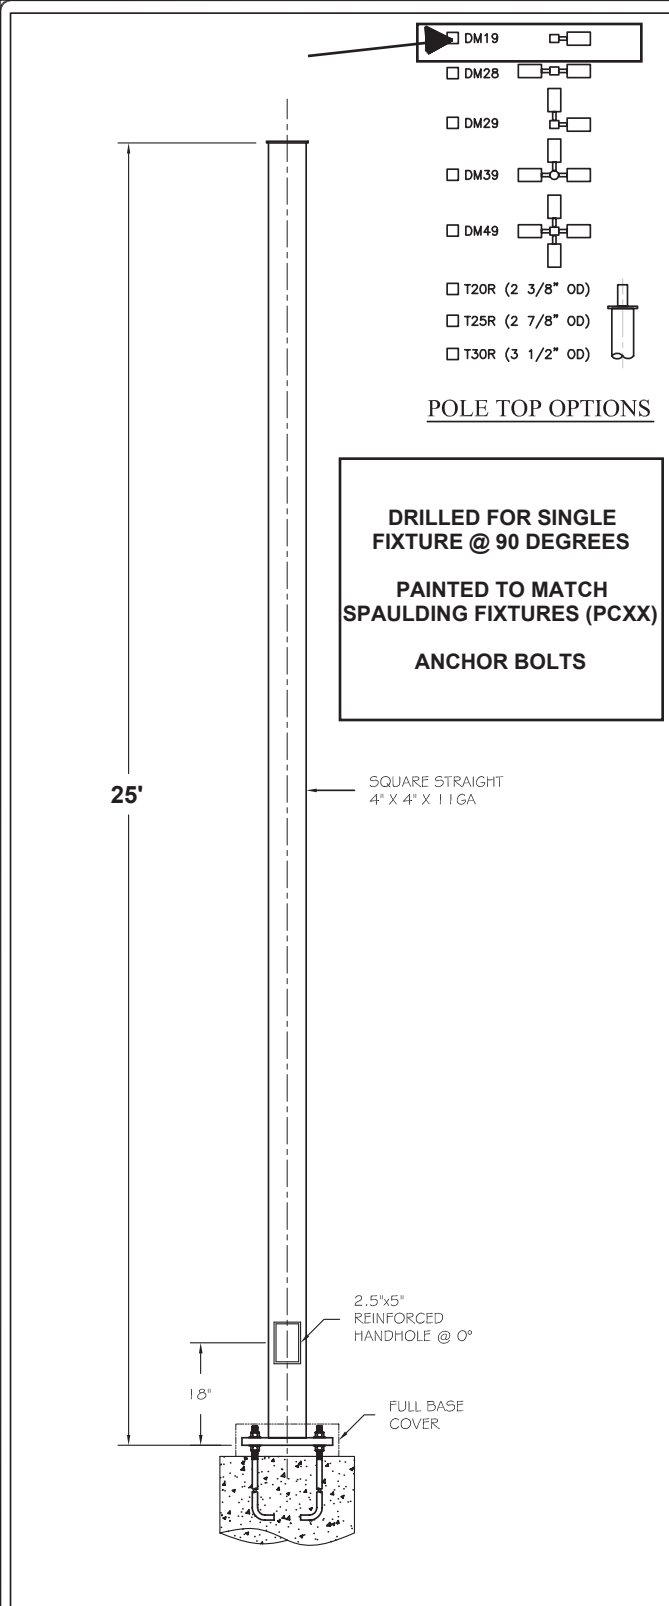 DM19
DM28
DM29
DM39
DM49
T20R (2 3/8" OD)
T25R (2 7/8" OD)
T30R (3 1/2" OD)
POLE TOP OPTIONS
DRILLED FOR SINGLE
FIXTURE @ 90 DEGREES
PAINTED TO MATCH
SPAULDING FIXTURES (PCXX)
ANCHOR BOLTS
25'
SQUARE STRAIGHT
4" X 4" X 11GA
2.5"x5"
REINFORCED
HANDHOLE @ 0°
18"
FULL BASE
COVER